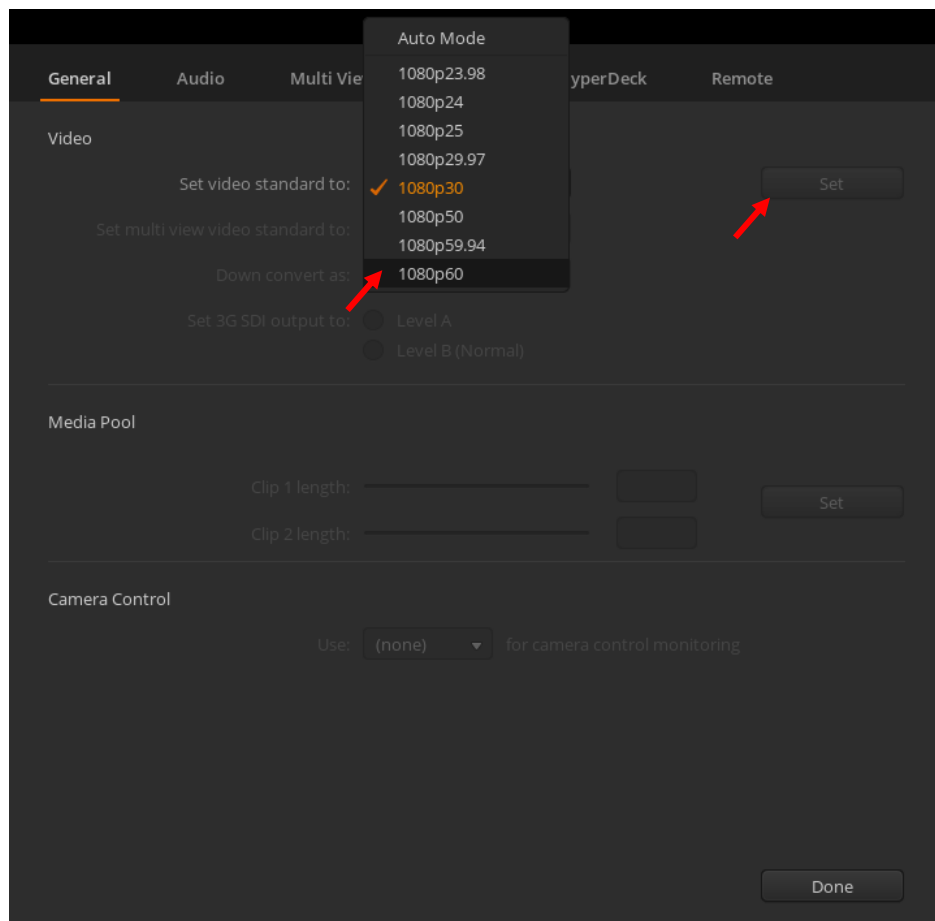 Auto Mode
General Audio Multi Vie yperDeck Remote
1080p23.98
1080p24
1080p25
Video
1080p29.97
Set video standard to: 1080p30 Set
1080p50
Set multi view video standard to:
1080p59.94
Down convert as: 1080p60
Set 3G SDI output to: Level A
Level B (Normal)
Media Pool
Clip 1 length:
Set
Clip 2 length:
Camera Control
Use: (none) for camera control monitoring
Done